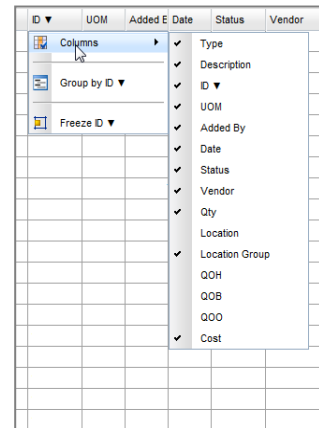 ID ▼ UOM Added E Date Status Vendor
Columns
Group by ID ▼
Freeze ID ▼
Type
Description
ID ▼
UOM
Added By
Date
Status
Vendor
Qty
Location
Location Group
QOH
QOB
QOO
Cost